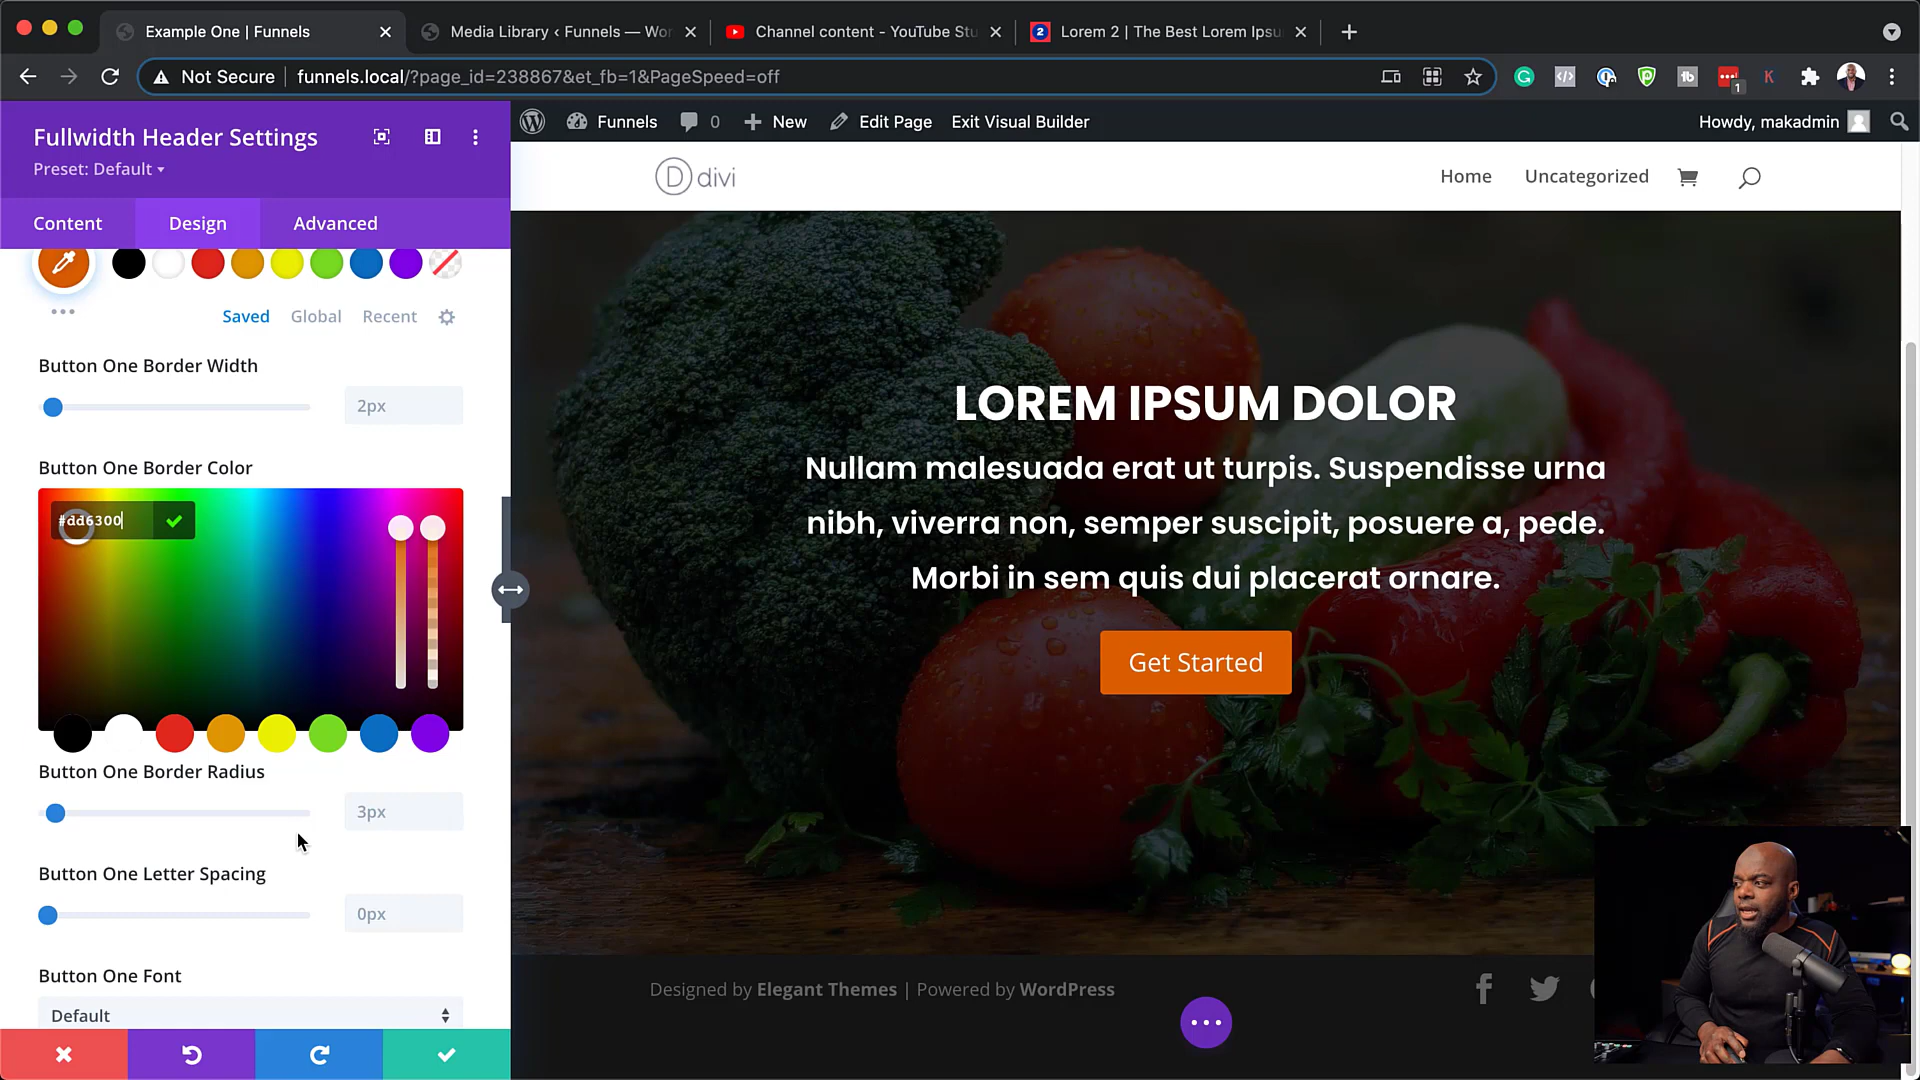 Example One | Funnels
Media Library ‹ Funnels — Wor
Channel content - YouTube Stu
2 Lorem 2 | The Best Lorem Ipsu
Not Secure funnels.local/?page_id=238867&et_fb=1&PageSpeed=off
G
tb
1
K
Fullwidth Header Settings
Preset: Default
Funnels
0
New
Edit Page
Exit Visual Builder
Howdy, makadmin
Content
Design
Advanced
D divi
Home
Uncategorized
Saved
Global
Recent
Button One Border Width
2px
Button One Border Color
#dd6300
Button One Border Radius
3px
Button One Letter Spacing
0px
Button One Font
Default
LOREM IPSUM DOLOR
Nullam malesuada erat ut turpis. Suspendisse urna
nibh, viverra non, semper suscipit, posuere a, pede.
Morbi in sem quis dui placerat ornare.
Get Started
Designed by Elegant Themes | Powered by WordPress